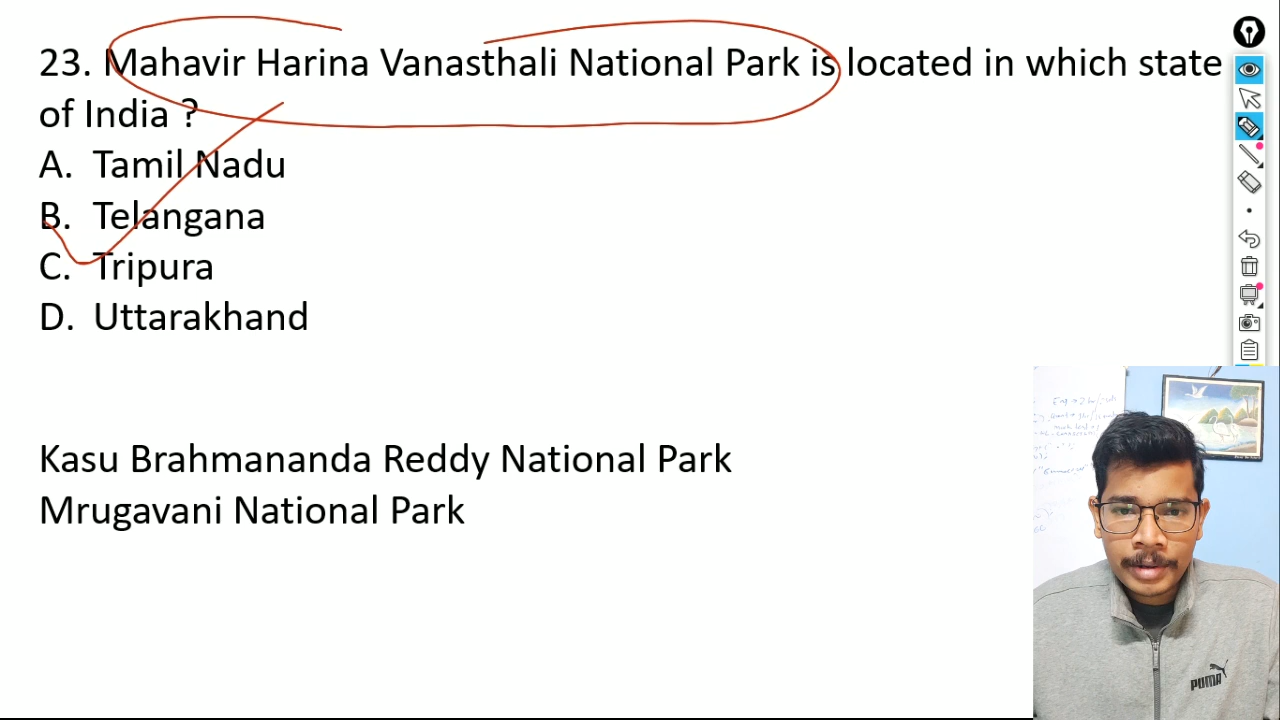 23. Mahavir Harina Vanasthali National Park is located in which state
of India ?
A. Tamil Nadu
B. Telangana
C. Tripura
D. Uttarakhand
Kasu Brahmananda Reddy National Park
Mrugavani National Park
PUMA